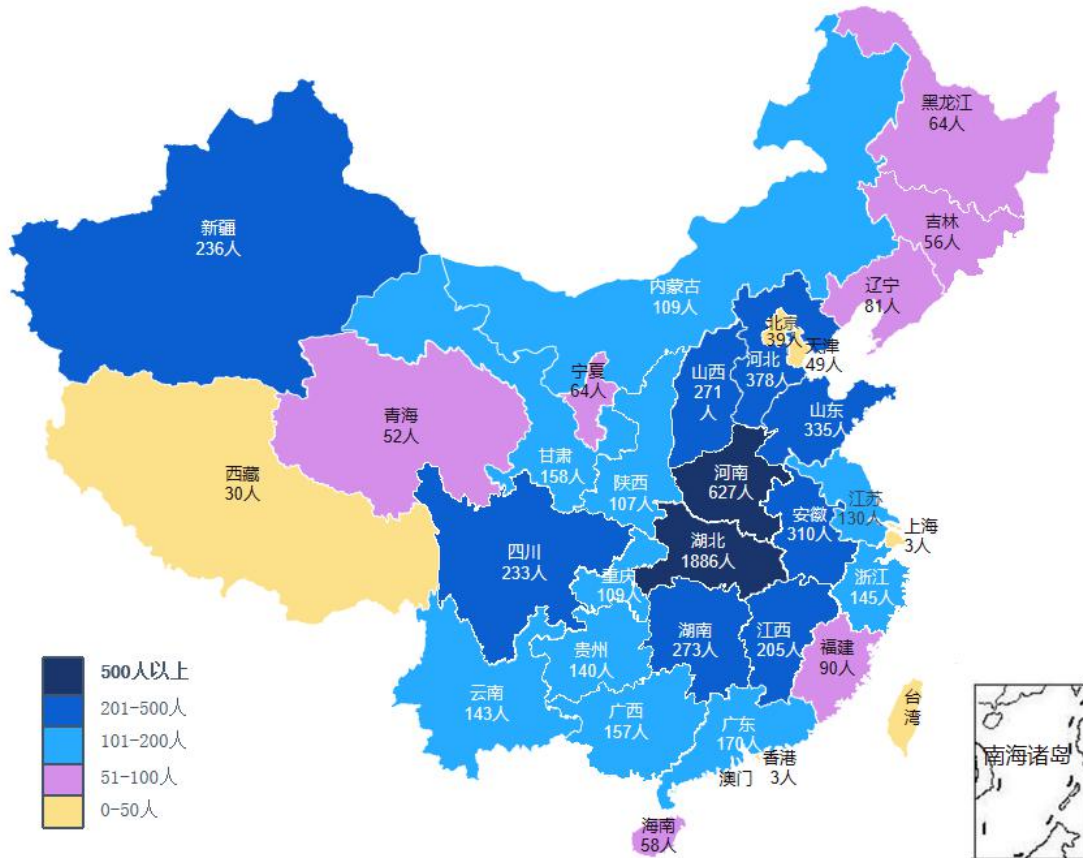 黑龙江
64人
吉林
56人
辽宁
81人
新疆
236人
内蒙古
109人
北京
39人
天津
49人
河北
378人
山西
271
人
宁夏
64人
山东
335人
青海
52人
甘肃
158人
陕西
107人
河南
627人
西藏
30人
江苏
130人
安徽
310人
上海
3人
四川
233人
湖北
1886人
重庆
109人
浙江
145人
湖南
273人
江西
205人
福建
90人
贵州
140人
云南
143人
广西
157人
广东
170人
香港
3人
澳门
台
湾
海南
58人
南海诸岛
500人以上
201-500人
101-200人
51-100人
0-50人